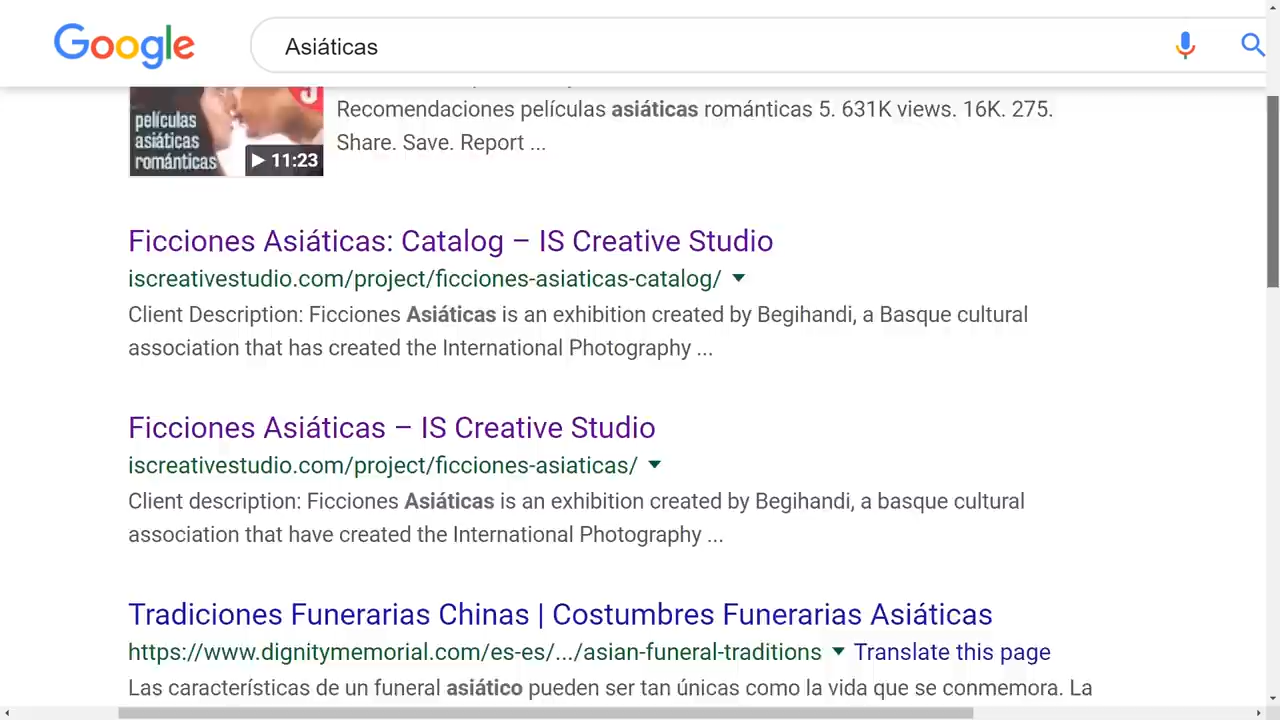 Google
Asiáticas
Recomendaciones películas asiáticas románticas 5. 631K views. 16K. 275.
Share. Save. Report ...
películas
asiáticas
románticas
11:23
Ficciones Asiáticas: Catalog – IS Creative Studio
iscreativestudio.com/project/ficciones-asiaticas-catalog/
Client Description: Ficciones Asiáticas is an exhibition created by Begihandi, a Basque cultural
association that has created the International Photography ...
Ficciones Asiáticas – IS Creative Studio
iscreativestudio.com/project/ficciones-asiaticas/
Client description: Ficciones Asiáticas is an exhibition created by Begihandi, a basque cultural
association that have created the International Photography ...
Tradiciones Funerarias Chinas | Costumbres Funerarias Asiáticas
https://www.dignitymemorial.com/es-es/.../asian-funeral-traditions Translate this page
Las características de un funeral asiático pueden ser tan únicas como la vida que se conmemora. La